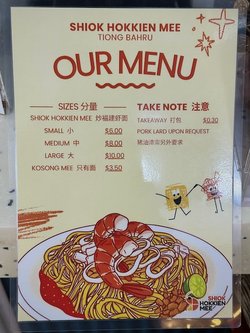 SHIOK HOKKIEN MEE
TIONG BAHRU
OUR MENU
SIZES 分量
SHIOK HOKKIEN MEE 炒福建虾面
SMALL 小 $6.00
MEDIUM 中 $8.00
LARGE 大 $10.00
KOSONG MEE 只有面 $3.50
TAKE NOTE 注意
TAKEAWAY 打包 $0.30
PORK LARD UPON REQUEST
猪油渣需另外要求
SHIOK
HOKKIEN
MEE